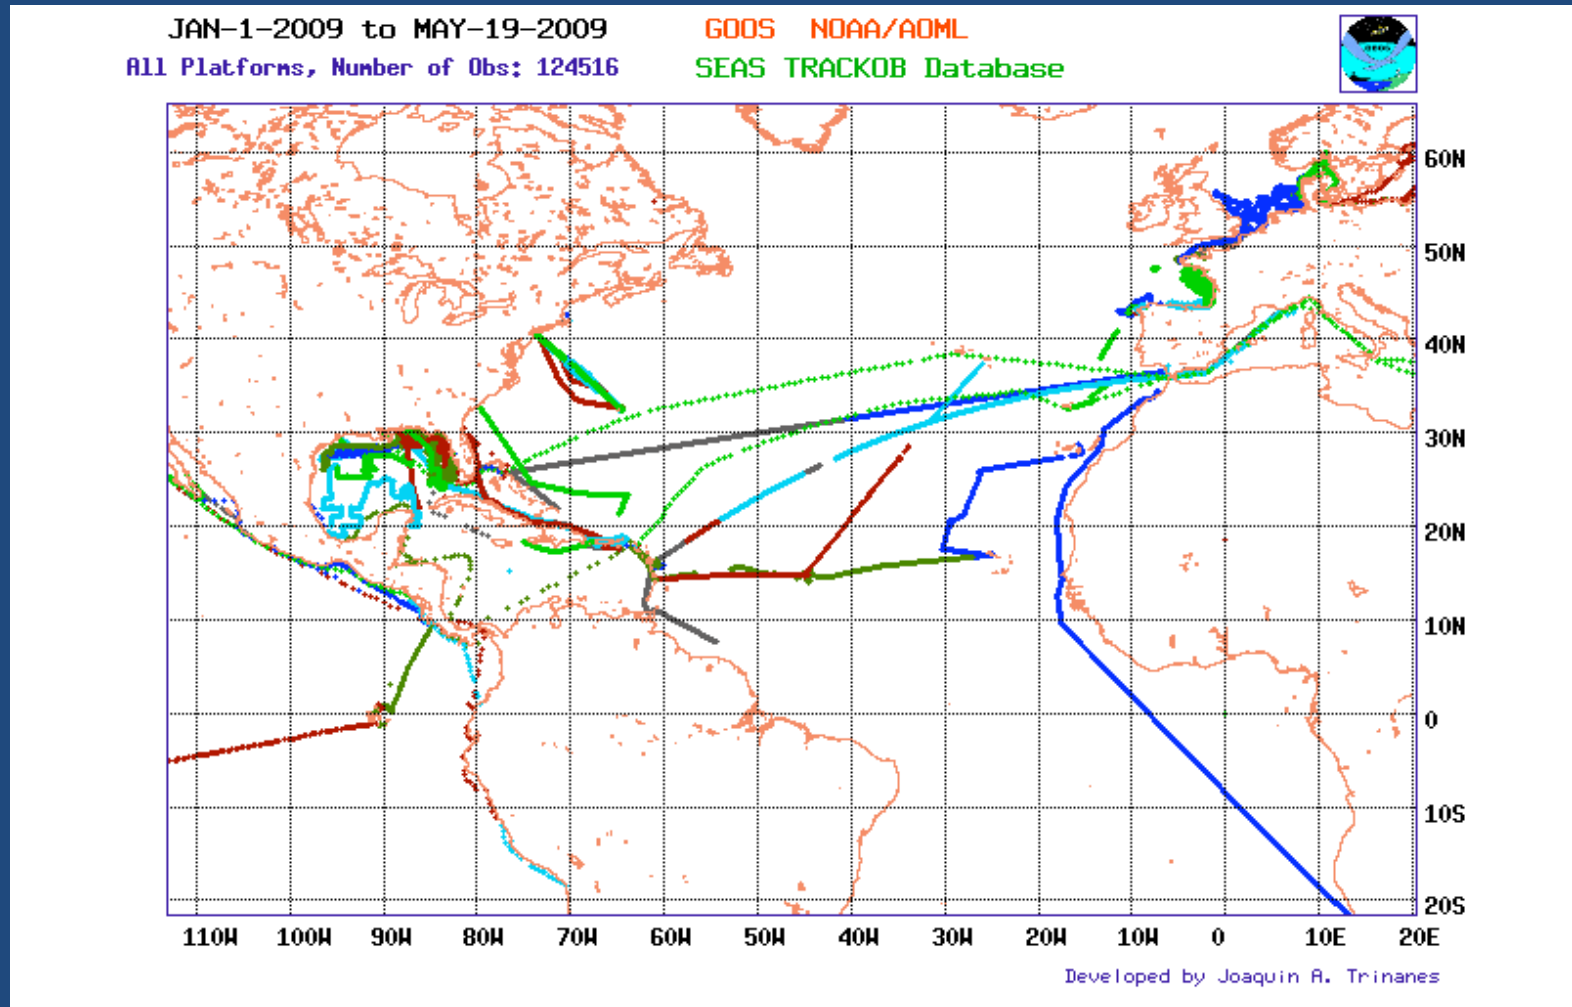 JAN-1-2009 to MAY-19-2009 GOOS NOAA/AOML
All Platforms, Number of Obs: 124516 SEAS TRACKOB Database
GOOS
60N
50N
40N
30N
20N
10N
0
10S
20S
110W 100W 90W 80W 70W 60W 50W 40W 30W 20W 10W 0 10E 20E
Developed by Joaquin A. Trinanes